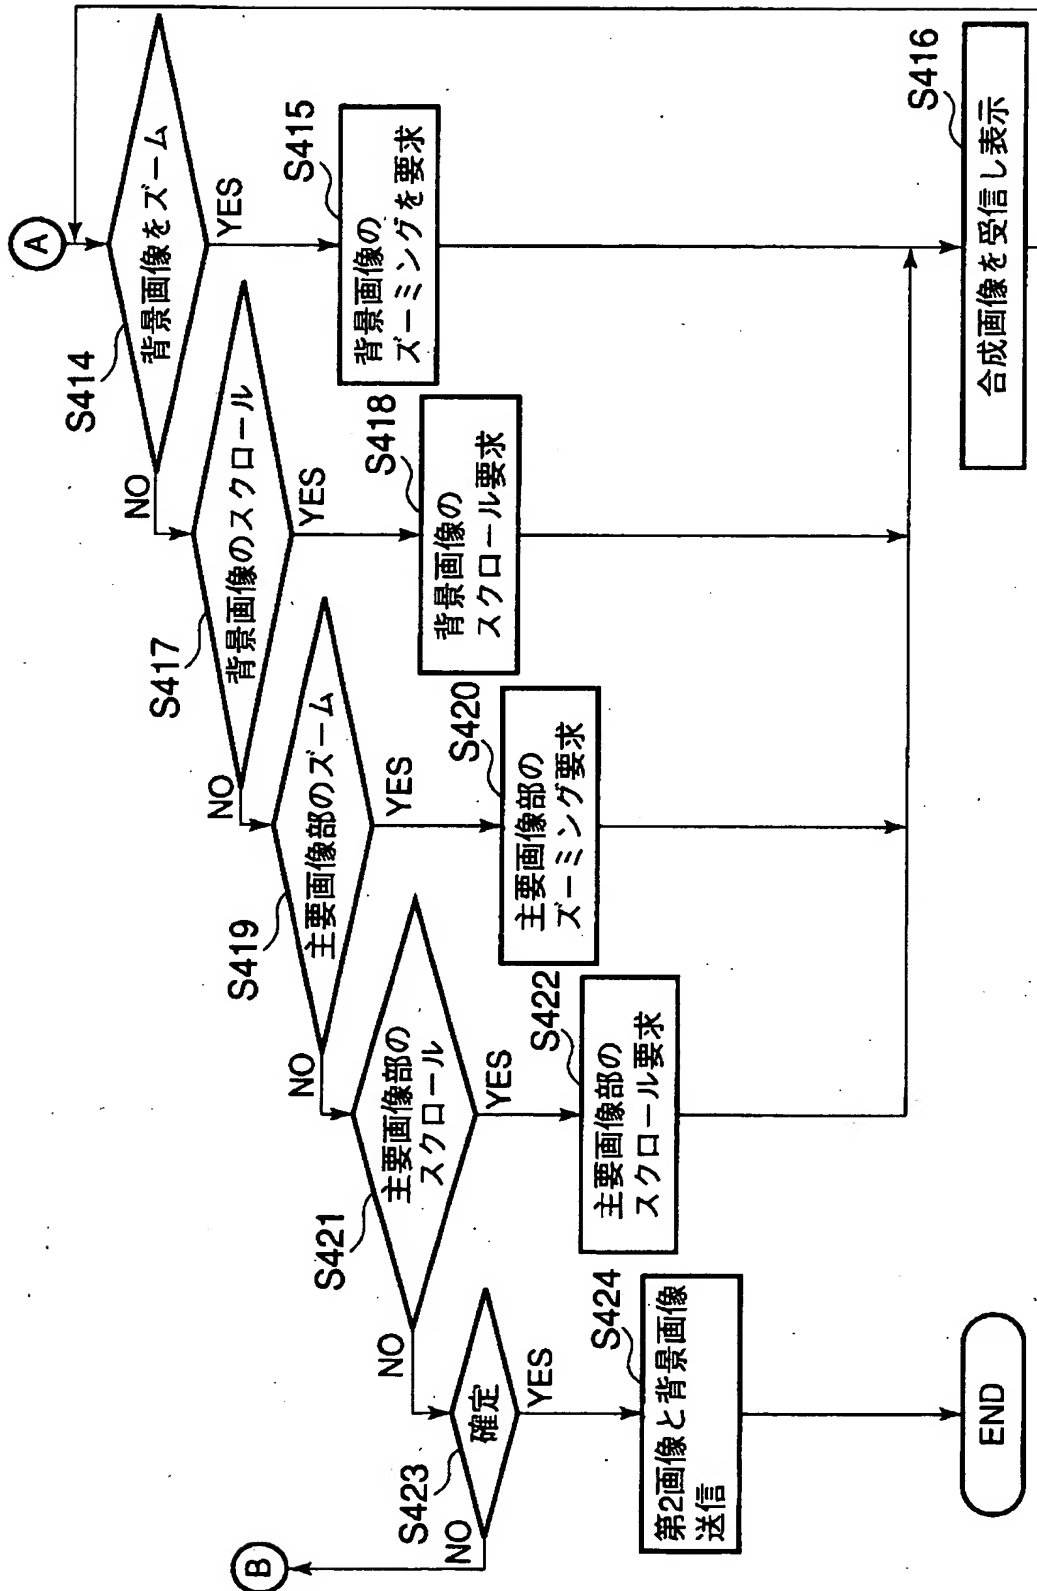 A
S414
背景画像をズーム
YES
NO
S415
背景画像の
ズーミングを要求
S416
合成画像を受信し表示
S417
背景画像のスクロール
YES
NO
S418
背景画像の
スクロール要求
S419
主要画像部のズーム
YES
NO
S420
主要画像部の
ズーミング要求
S421
主要画像部の
スクロール
YES
NO
S422
主要画像部の
スクロール要求
S423
確定
YES
NO
S424
第2画像と背景画像
送信
B
END